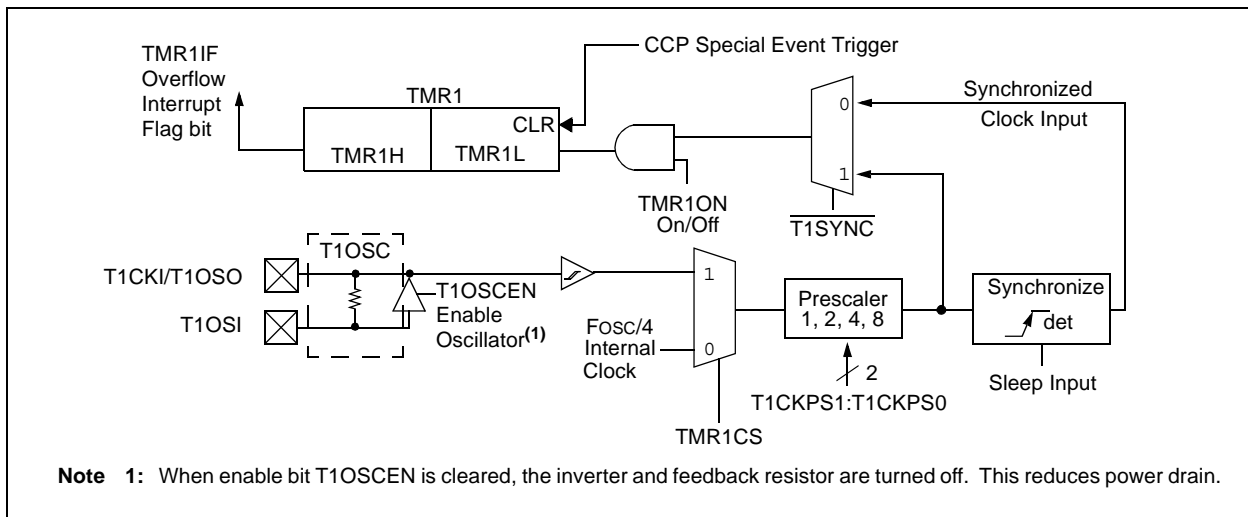 CCP Special Event Trigger
TMR1IF
Overflow
Interrupt
Flag bit
TMR1
CLR
TMR1H
TMR1L
TMR1ON
On/Off
0
1
T1SYNC
Synchronized
Clock Input
T1OSC
T1CKI/T1OSO
T1OSI
T1OSCEN
Enable
Oscillator(1)
FOSC/4
Internal
Clock
1
0
TMR1CS
Prescaler
1, 2, 4, 8
2
T1CKPS1:T1CKPS0
Synchronize
det
Sleep Input
Note 1: When enable bit T1OSCEN is cleared, the inverter and feedback resistor are turned off. This reduces power drain.